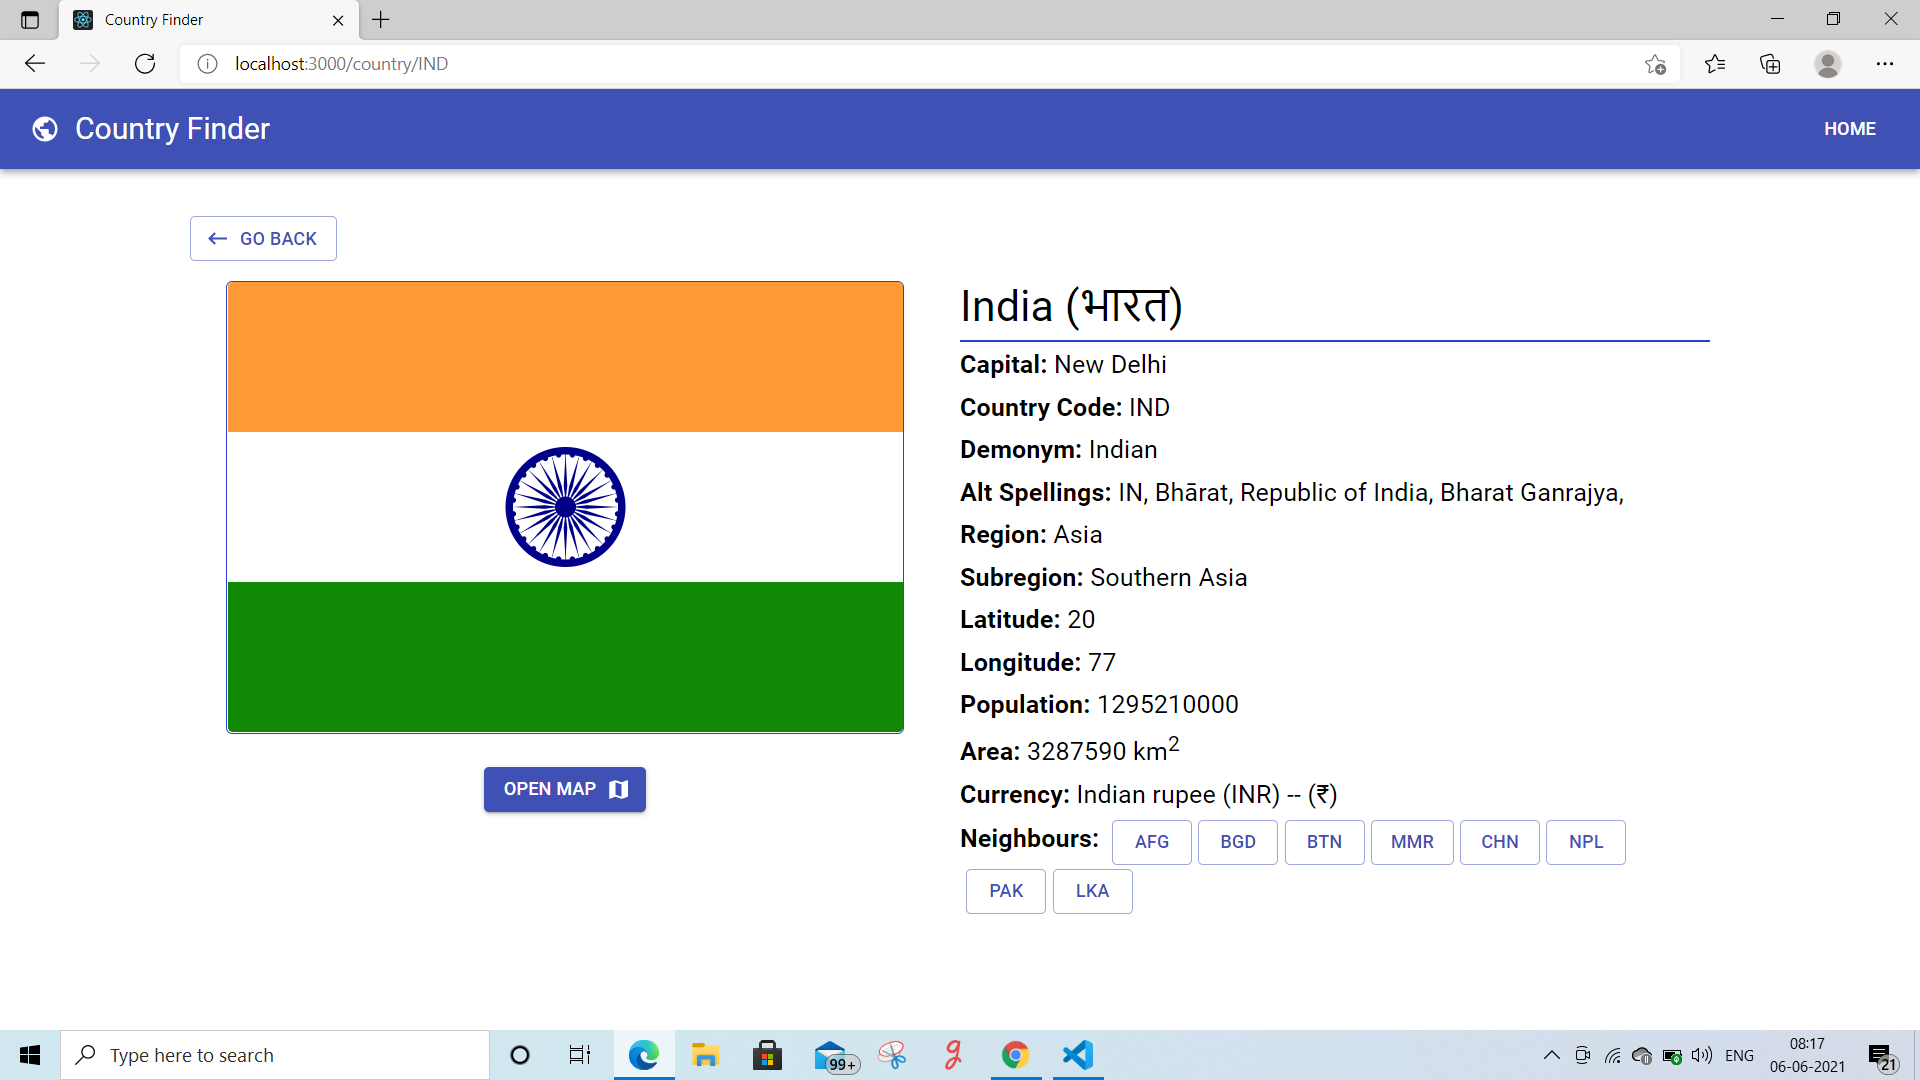 Country Finder
localhost:3000/country/IND
Country Finder
HOME
GO BACK
India (भारत)
Capital: New Delhi
Country Code: IND
Demonym: Indian
Alt Spellings: IN, Bhārat, Republic of India, Bharat Ganrajya,
Region: Asia
Subregion: Southern Asia
Latitude: 20
Longitude: 77
Population: 1295210000
Area: 3287590 km²
Currency: Indian rupee (INR) -- (₹)
Neighbours: AFG BGD BTN MMR CHN NPL
PAK LKA
OPEN MAP
Type here to search
99+
ENG
08:17
06-06-2021
21